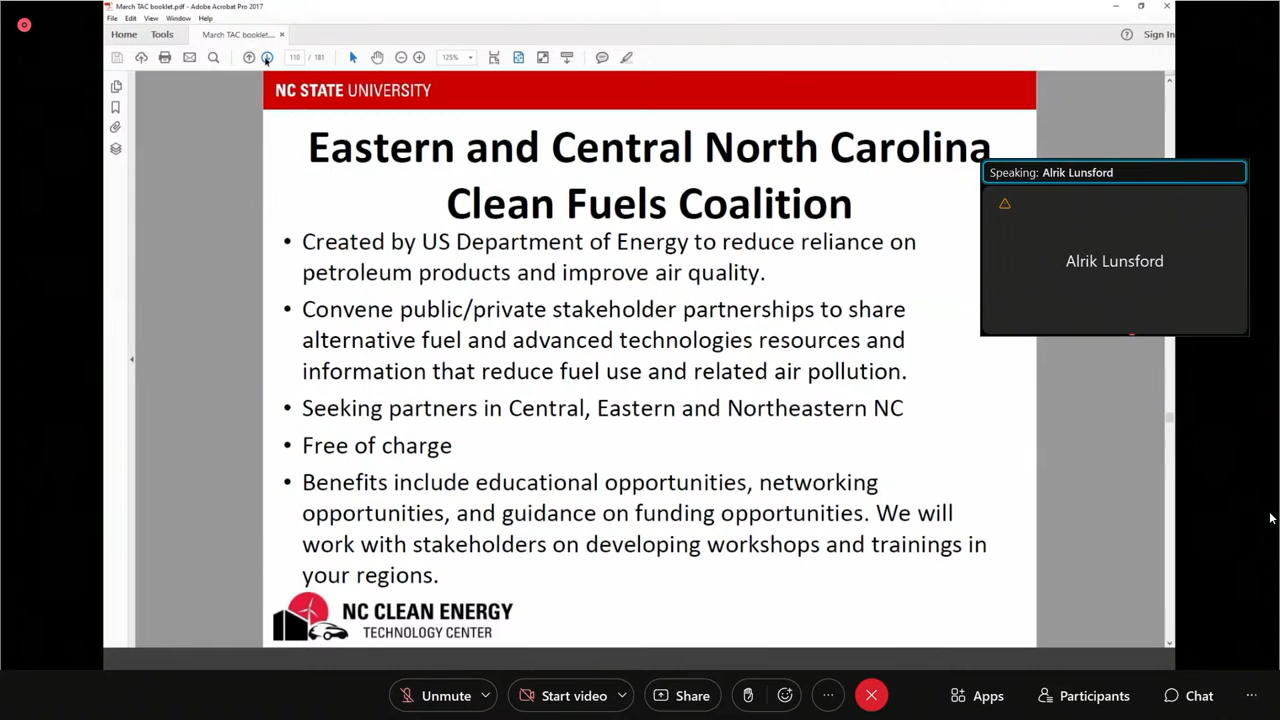 March TAC booklet.pdf - Adobe Acrobat Pro 2017
File Edit View Window Help
Home Tools March TAC booklet... × Sign In
110 / 181 125%
NC STATE UNIVERSITY
Eastern and Central North Carolina
Clean Fuels Coalition
• Created by US Department of Energy to reduce reliance on
petroleum products and improve air quality.
• Convene public/private stakeholder partnerships to share
alternative fuel and advanced technologies resources and
information that reduce fuel use and related air pollution.
• Seeking partners in Central, Eastern and Northeastern NC
• Free of charge
• Benefits include educational opportunities, networking
opportunities, and guidance on funding opportunities. We will
work with stakeholders on developing workshops and trainings in
your regions.
NC CLEAN ENERGY
TECHNOLOGY CENTER
Speaking: Alrik Lunsford
Alrik Lunsford
Unmute Start video Share Apps Participants Chat